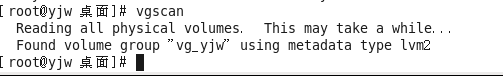 [root@yjw 桌面]# vgscan
  Reading all physical volumes.  This may take a while...
  Found volume group "vg_yjw" using metadata type lvm2
[root@yjw 桌面]#